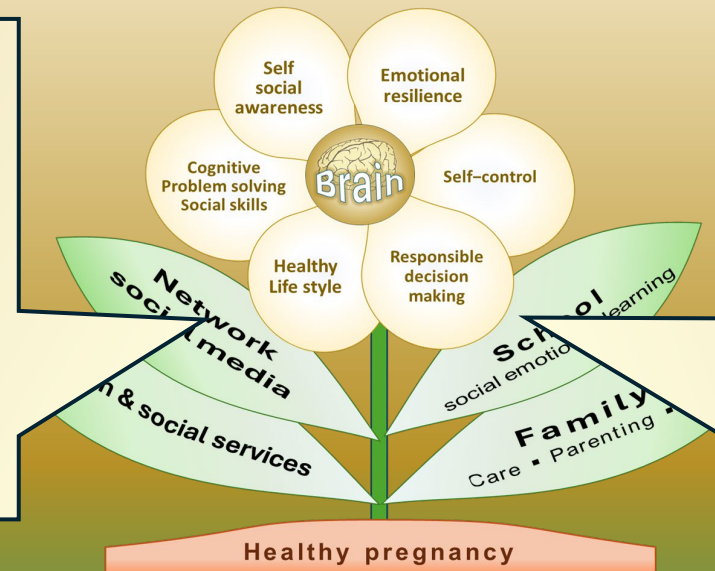 Self
social
awareness
Emotional
resilience
Cognitive
Problem solving
Social skills
Brain
Self-control
Healthy
Life style
Responsible
decision
making
Network
social media
School
social emotional learning
& social services
Family
Care ▪ Parenting ▪
Healthy pregnancy